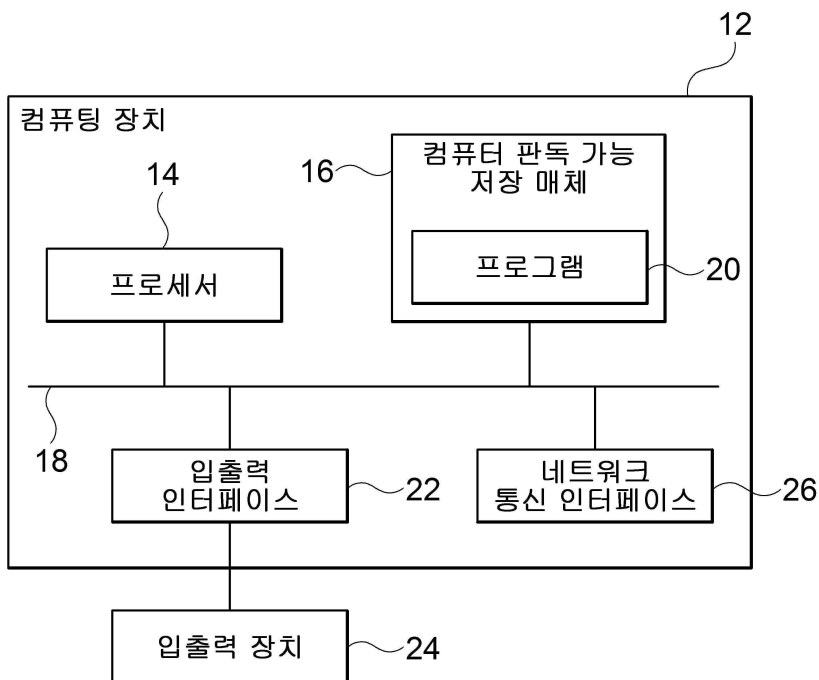 12
컴퓨팅 장치
14
프로세서
16
컴퓨터 판독 가능
저장 매체
프로그램
20
18
입출력
인터페이스
22
네트워크
통신 인터페이스
26
입출력 장치
24